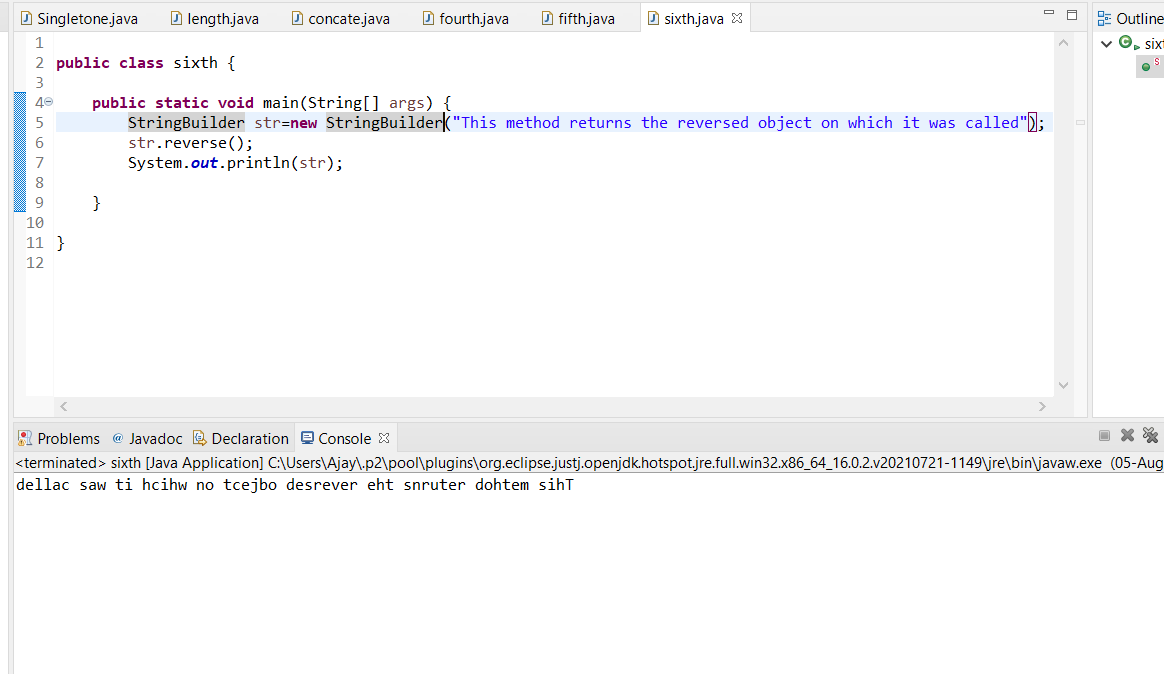 Singletone.java length.java concate.java fourth.java fifth.java sixth.java Outline
1
2 public class sixth {
3
4 public static void main(String[] args) {
5 StringBuilder str=new StringBuilder("This method returns the reversed object on which it was called");
6 str.reverse();
7 System.out.println(str);
8
9 }
10
11 }
12
Problems @ Javadoc Declaration Console
<terminated> sixth [Java Application] C:\Users\Ajay\.p2\pool\plugins\org.eclipse.justj.openjdk.hotspot.jre.full.win32.x86_64_16.0.2.v20210721-1149\jre\bin\javaw.exe (05-Aug
dellac saw ti hcihw no tcejbo desrever eht snruter dohtem sihT